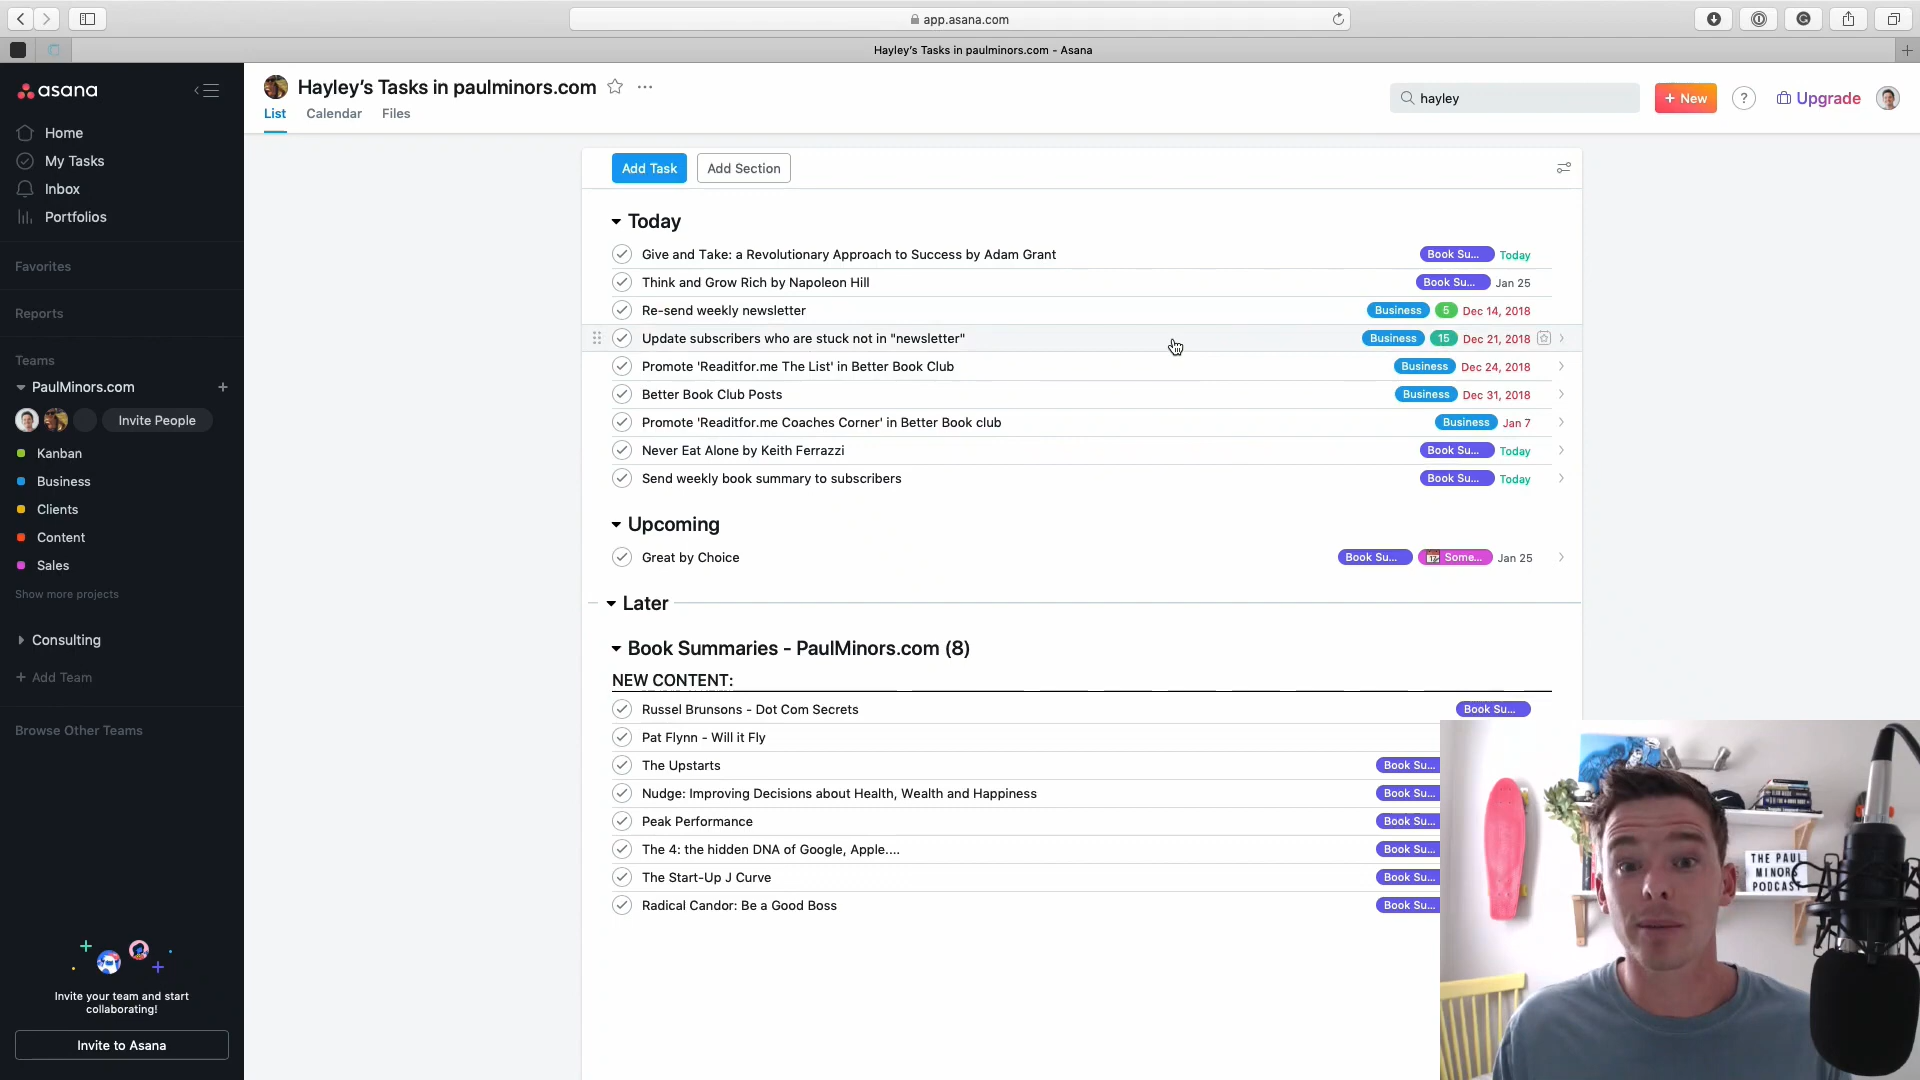 app.asana.com
Hayley's Tasks in paulminors.com - Asana
asana
Home
My Tasks
Inbox
Portfolios
Favorites
Reports
Teams
PaulMinors.com
Invite People
Kanban
Business
Clients
Content
Sales
Show more projects
Consulting
+ Add Team
Browse Other Teams
Invite your team and start
collaborating!
Invite to Asana
Hayley's Tasks in paulminors.com
List Calendar Files
hayley
+ New
?
Upgrade
Add Task Add Section
Today
Give and Take: a Revolutionary Approach to Success by Adam Grant Book Su... Today
Think and Grow Rich by Napoleon Hill Book Su... Jan 25
Re-send weekly newsletter Business 5 Dec 14, 2018
Update subscribers who are stuck not in "newsletter" Business 15 Dec 21, 2018
Promote 'Readitfor.me The List' in Better Book Club Business Dec 24, 2018
Better Book Club Posts Business Dec 31, 2018
Promote 'Readitfor.me Coaches Corner' in Better Book club Business Jan 7
Never Eat Alone by Keith Ferrazzi Book Su... Today
Send weekly book summary to subscribers Book Su... Today
Upcoming
Great by Choice Book Su... Some... Jan 25
Later
Book Summaries - PaulMinors.com (8)
NEW CONTENT:
Russel Brunsons - Dot Com Secrets Book Su...
Pat Flynn - Will it Fly
The Upstarts Book Su...
Nudge: Improving Decisions about Health, Wealth and Happiness Book Su...
Peak Performance Book Su...
The 4: the hidden DNA of Google, Apple.... Book Su...
The Start-Up J Curve Book Su...
Radical Candor: Be a Good Boss Book Su...
THE PAUL
MINORS
PODCAST